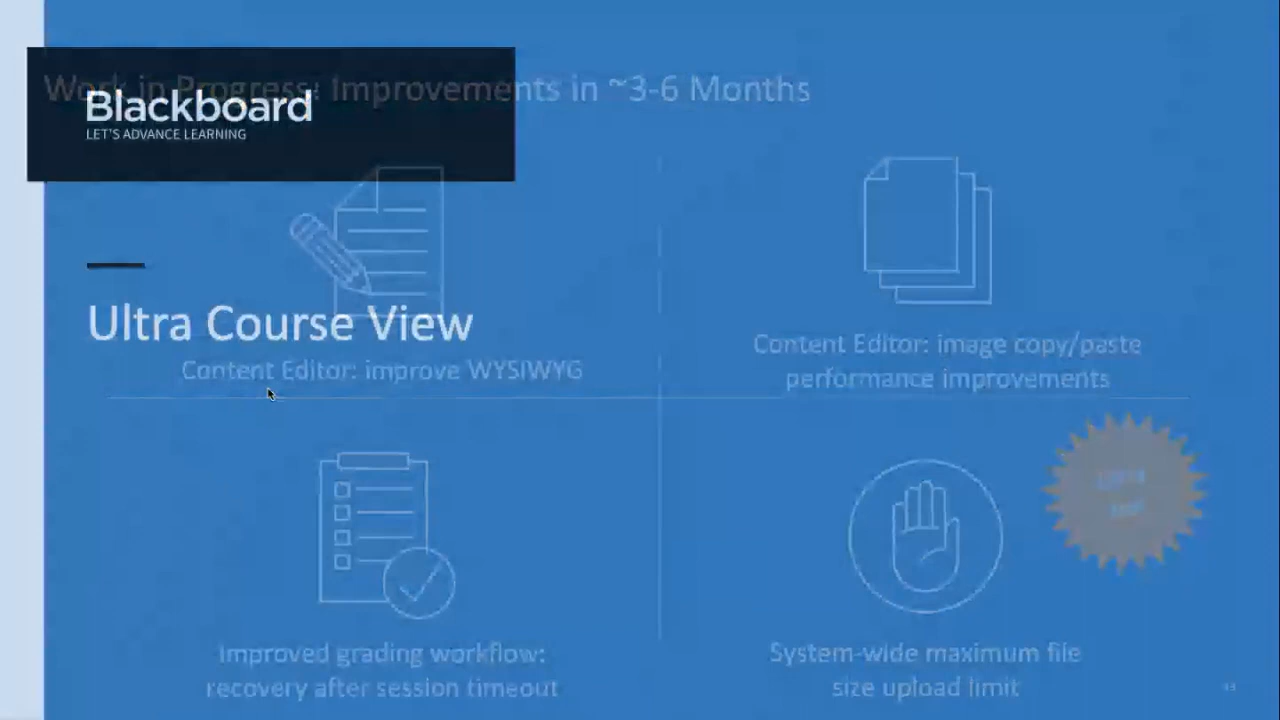 Work in Progress: Improvements in ~3-6 Months
Blackboard
LET'S ADVANCE LEARNING
Ultra Course View
Content Editor: improve WYSIWYG
Content Editor: image copy/paste
performance improvements
Improved grading workflow:
recovery after session timeout
System-wide maximum file
size upload limit